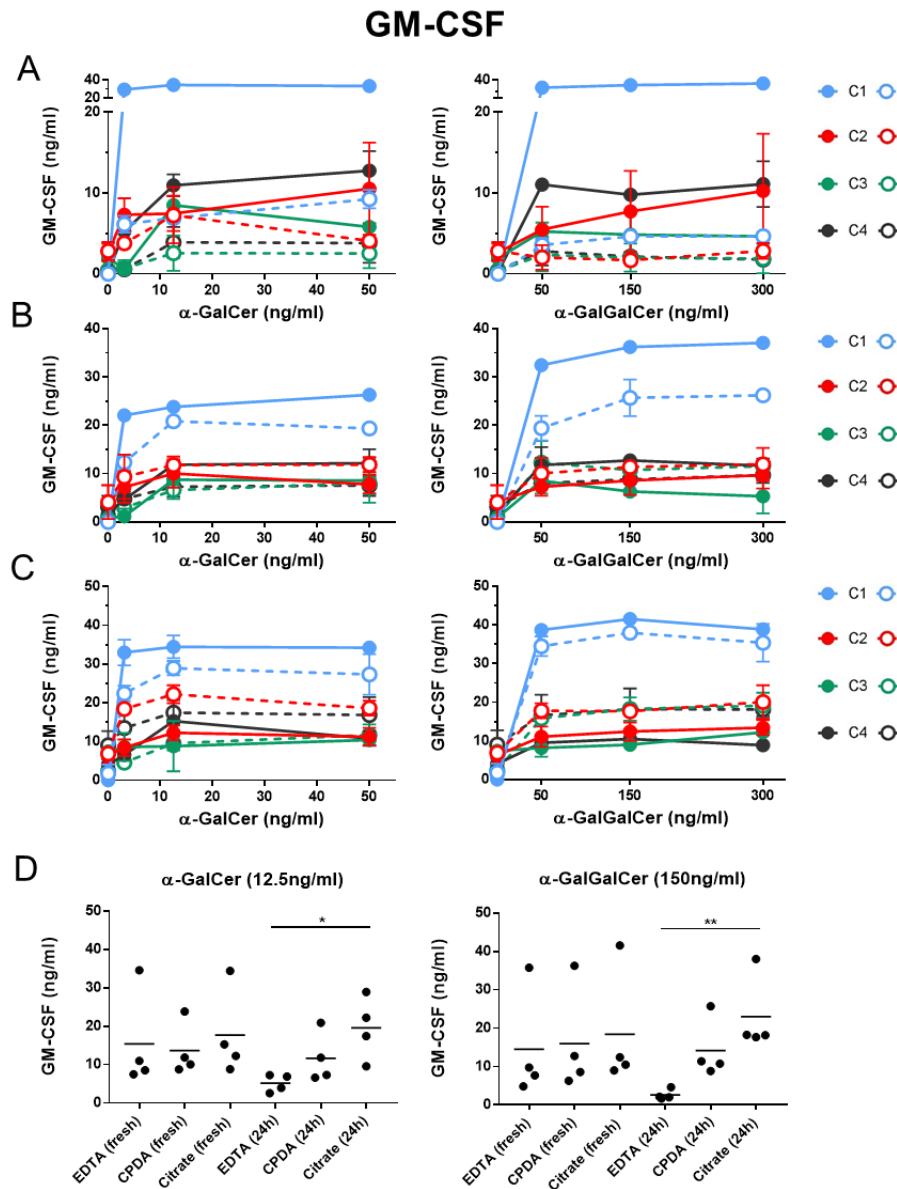 GM-CSF
A
GM-CSF (ng/ml)
40
20
20
10
0
0 10 20 30 40 50
α-GalCer (ng/ml)
GM-CSF (ng/ml)
40
20
20
10
0
50 150 300
α-GalGalCer (ng/ml)
C1
C2
C3
C4
B
GM-CSF (ng/ml)
40
30
20
10
0
0 10 20 30 40 50
α-GalCer (ng/ml)
GM-CSF (ng/ml)
40
30
20
10
0
50 150 300
α-GalGalCer (ng/ml)
C1
C2
C3
C4
C
GM-CSF (ng/ml)
50
40
30
20
10
0
0 10 20 30 40 50
α-GalCer (ng/ml)
GM-CSF (ng/ml)
50
40
30
20
10
0
50 150 300
α-GalGalCer (ng/ml)
C1
C2
C3
C4
D
α-GalCer (12.5ng/ml)
GM-CSF (ng/ml)
50
40
30
20
10
0
*
EDTA (fresh)
CPDA (fresh)
Citrate (fresh)
EDTA (24h)
CPDA (24h)
Citrate (24h)
α-GalGalCer (150ng/ml)
GM-CSF (ng/ml)
50
40
30
20
10
0
**
EDTA (fresh)
CPDA (fresh)
Citrate (fresh)
EDTA (24h)
CPDA (24h)
Citrate (24h)